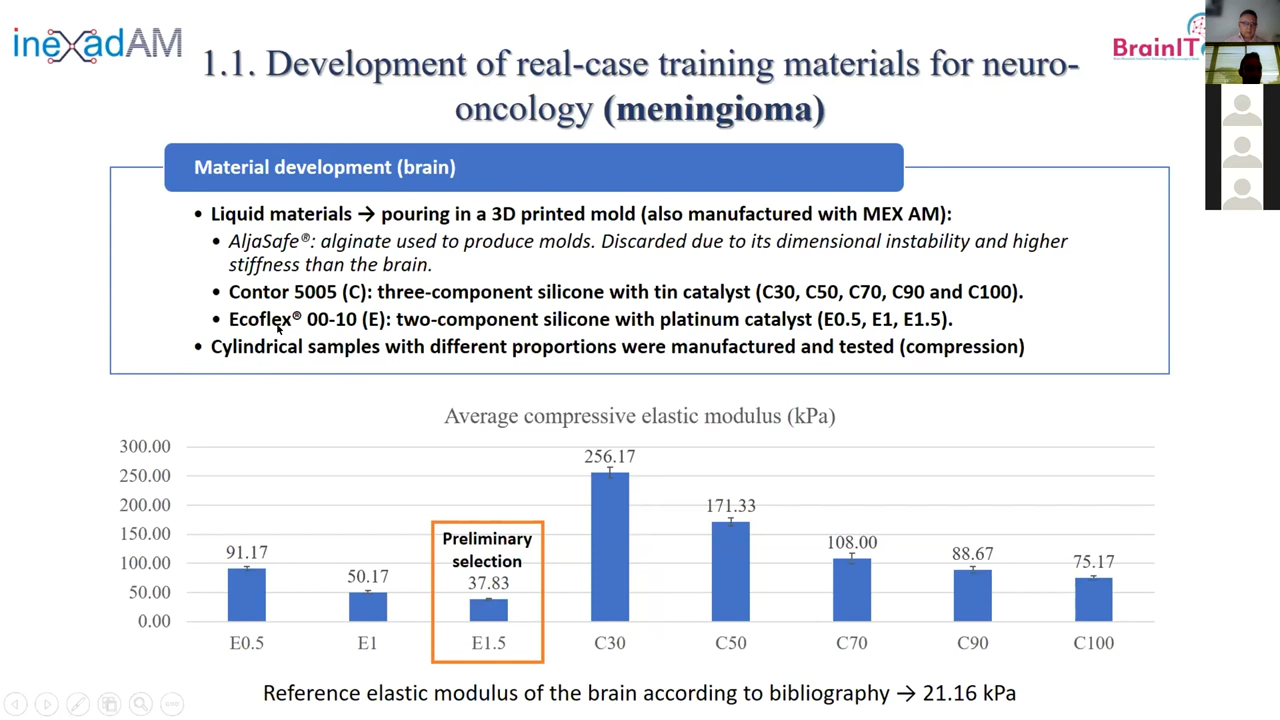 inexadAM
BrainIT
1.1. Development of real-case training materials for neuro-
oncology (meningioma)
Material development (brain)
• Liquid materials → pouring in a 3D printed mold (also manufactured with MEX AM):
• AljaSafe®: alginate used to produce molds. Discarded due to its dimensional instability and higher
stiffness than the brain.
• Contor 5005 (C): three-component silicone with tin catalyst (C30, C50, C70, C90 and C100).
• Ecoflex® 00-10 (E): two-component silicone with platinum catalyst (E0.5, E1, E1.5).
• Cylindrical samples with different proportions were manufactured and tested (compression)
Average compressive elastic modulus (kPa)
300.00
250.00
200.00
150.00
100.00
50.00
0.00
91.17
50.17
Preliminary
selection
37.83
256.17
171.33
108.00
88.67
75.17
E0.5 E1 E1.5 C30 C50 C70 C90 C100
Reference elastic modulus of the brain according to bibliography → 21.16 kPa